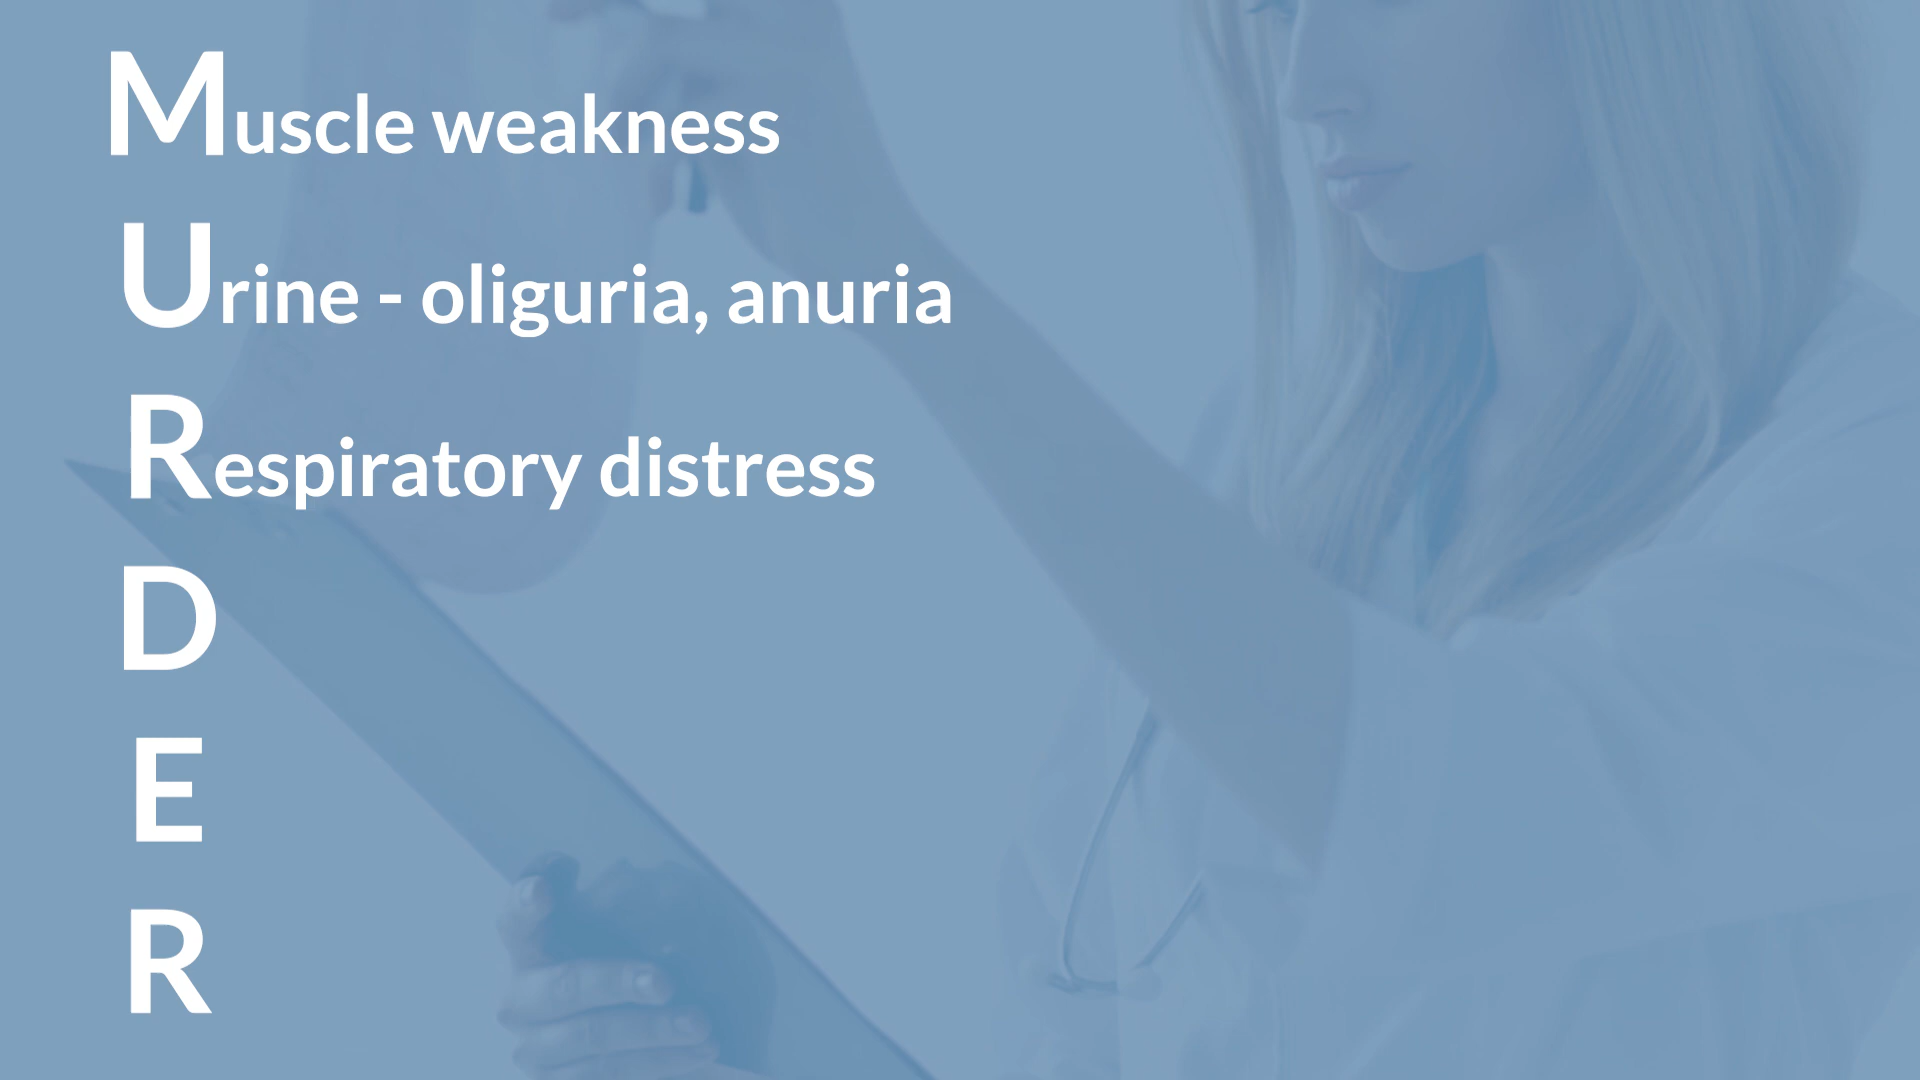 Muscle weakness
Urine - oliguria, anuria
Respiratory distress
D
E
R